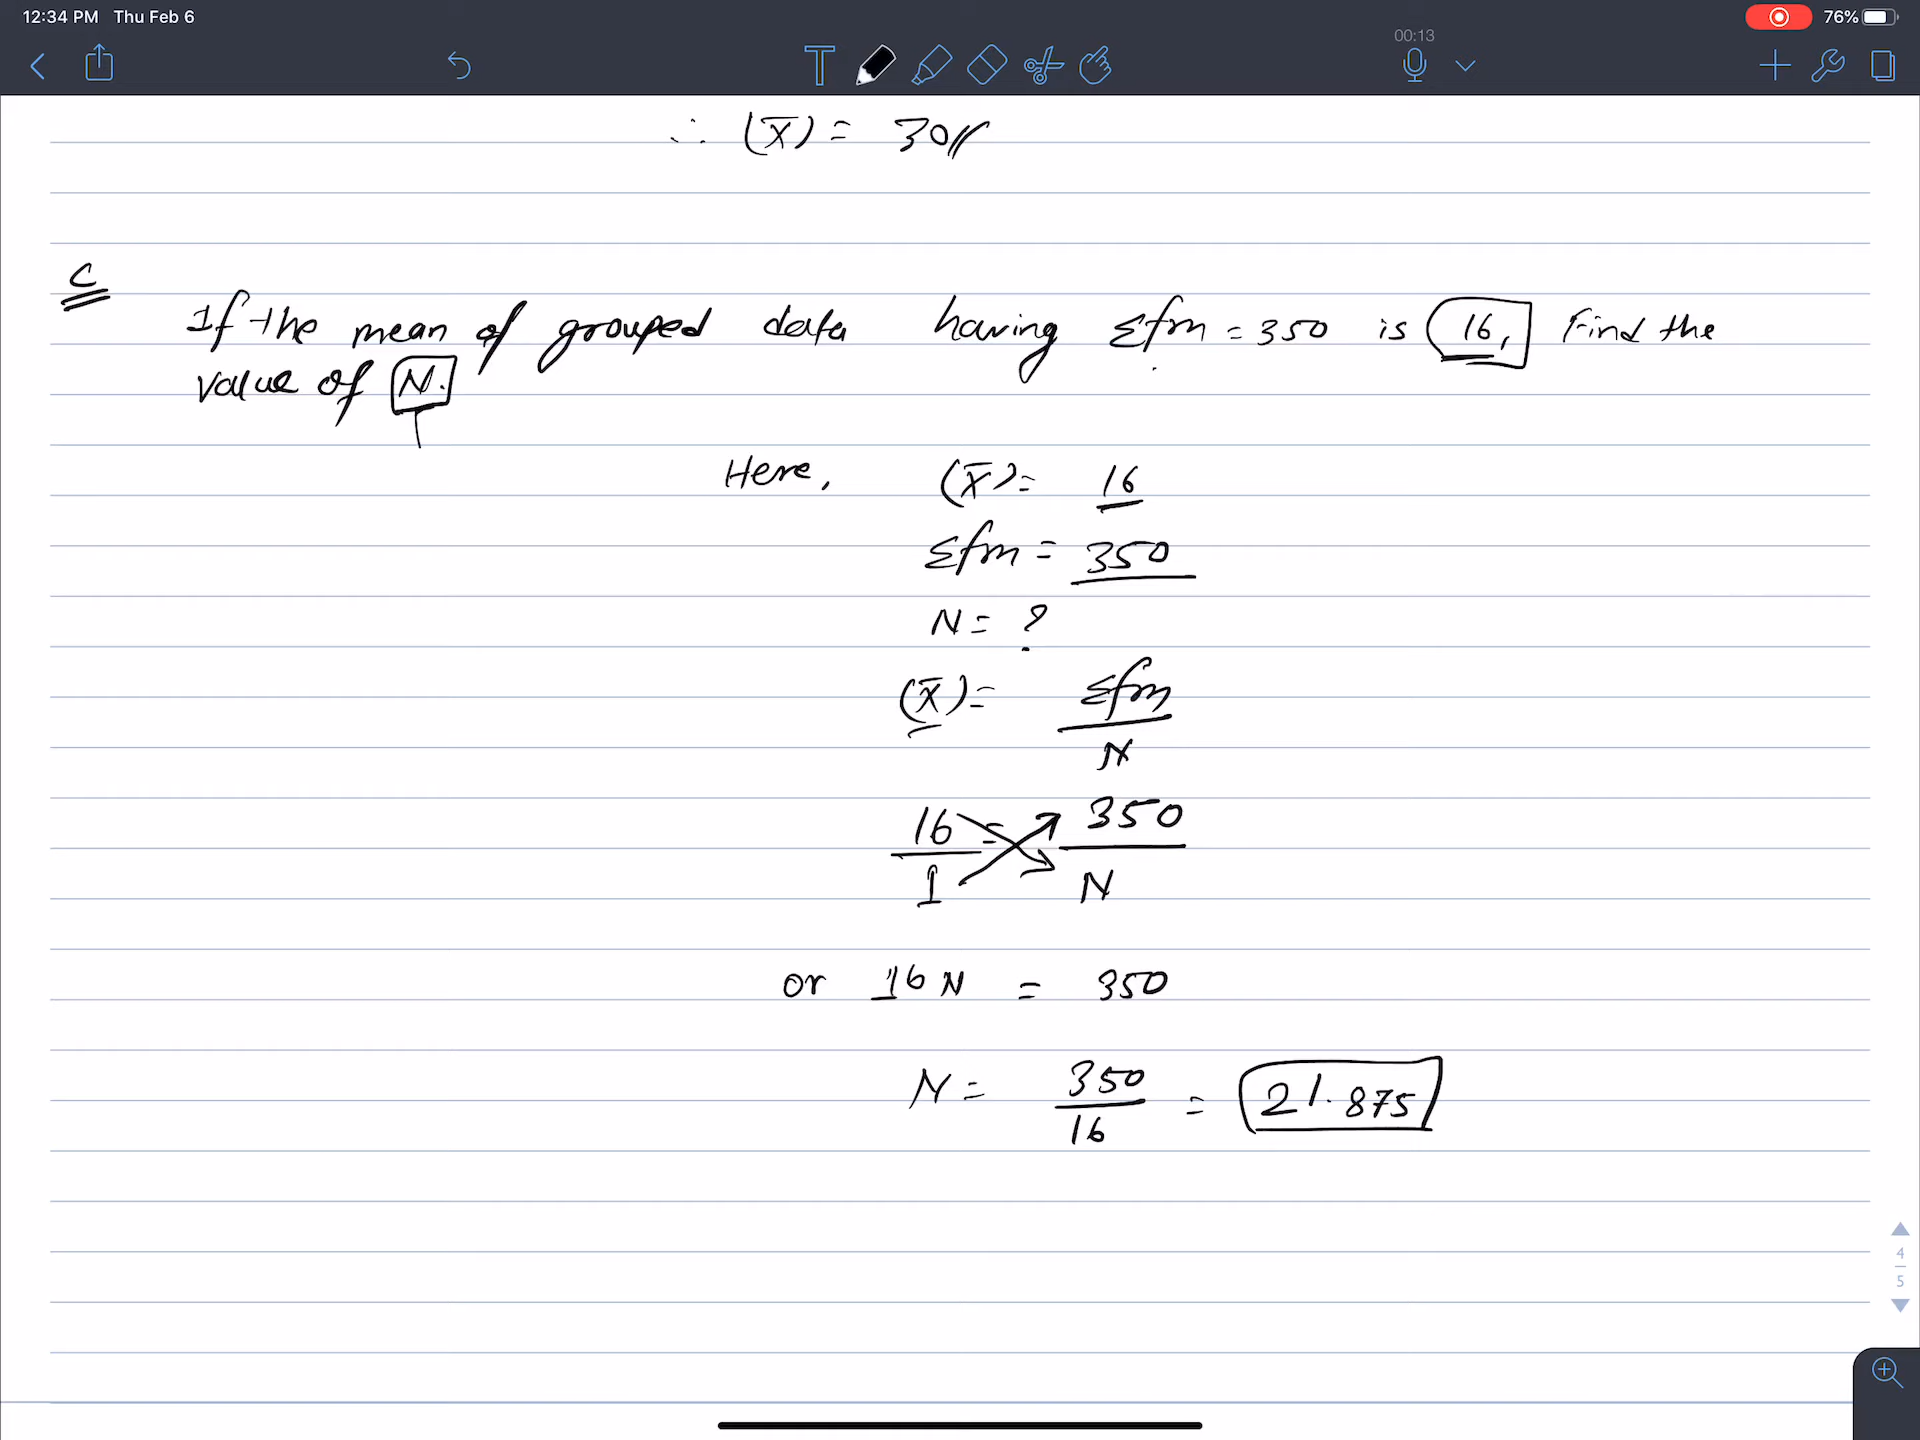 12:34 PM Thu Feb 6
76%
00:13
∴ (x̄) = 30
C
If the mean of grouped data having Σfm = 350 is 16, Find the
value of N.
Here, (x̄) = 16
Σfm = 350
N = ?
(x̄) = Σfm / N
16 / 1 = 350 / N
or 16 N = 350
N = 350 / 16 = 21.875
4
5